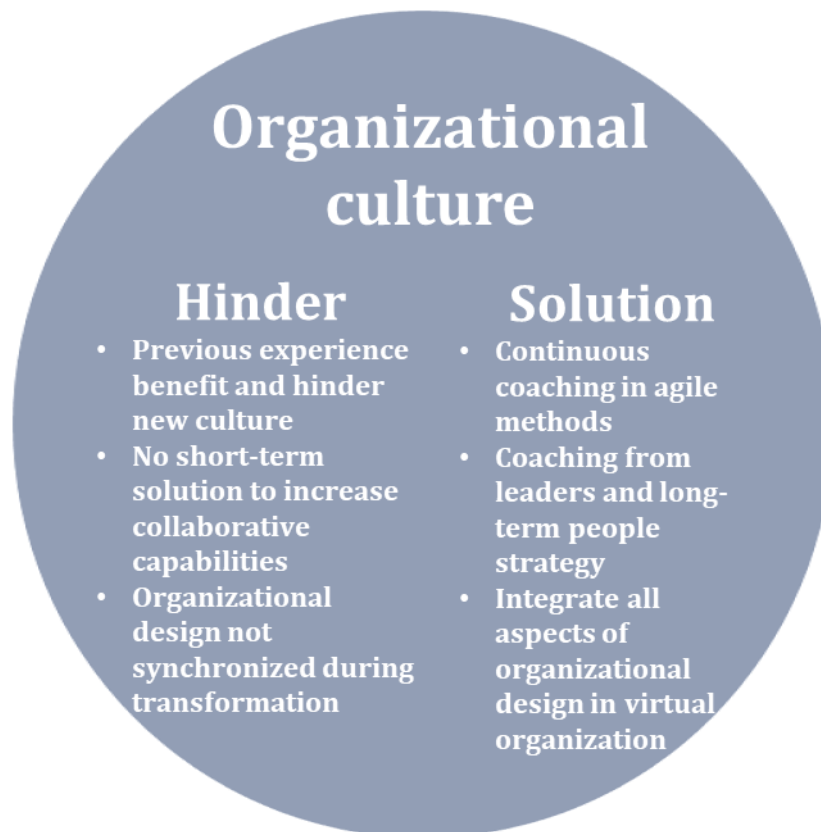 Organizational
culture
Hinder
• Previous experience
benefit and hinder
new culture
• No short-term
solution to increase
collaborative
capabilities
• Organizational
design not
synchronized during
transformation
Solution
• Continuous
coaching in agile
methods
• Coaching from
leaders and long-
term people
strategy
• Integrate all
aspects of
organizational
design in virtual
organization